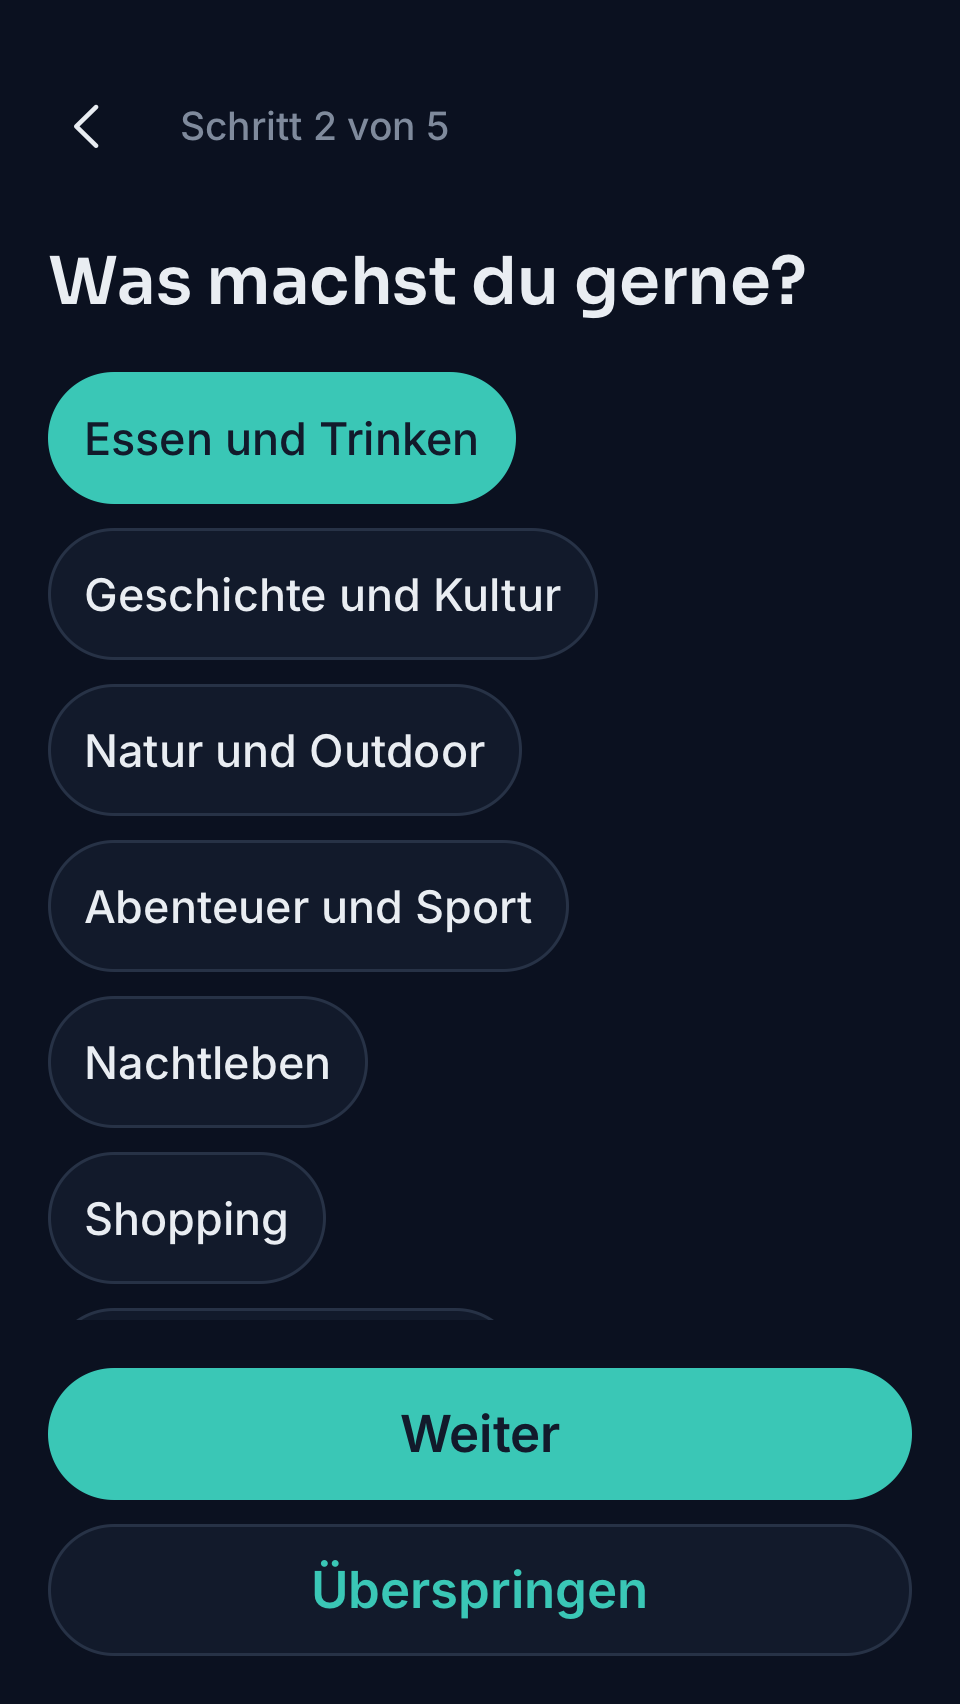 Schritt 2 von 5
Was machst du gerne?
Essen und Trinken
Geschichte und Kultur
Natur und Outdoor
Abenteuer und Sport
Nachtleben
Shopping
Weiter
Überspringen